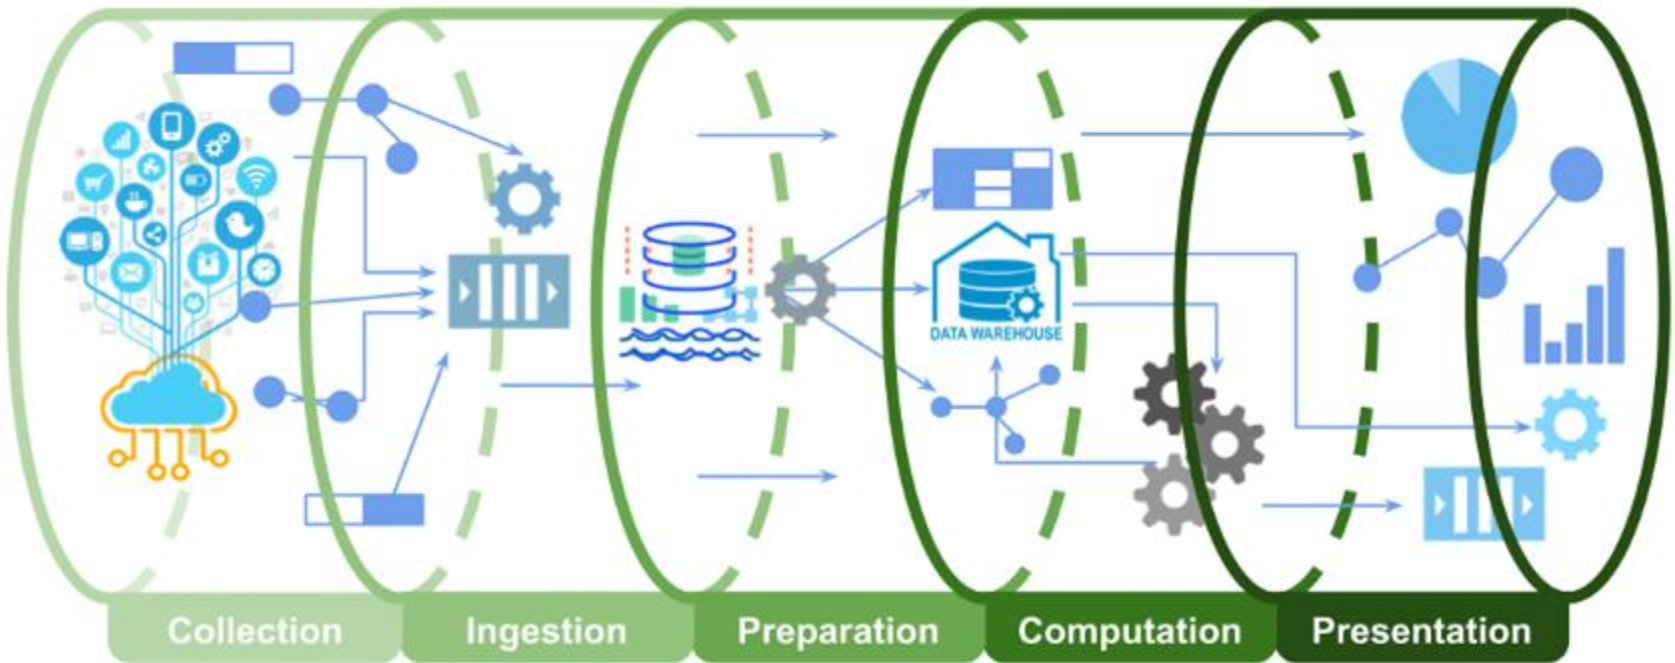 DATA WAREHOUSE
Collection
Ingestion
Preparation
Computation
Presentation